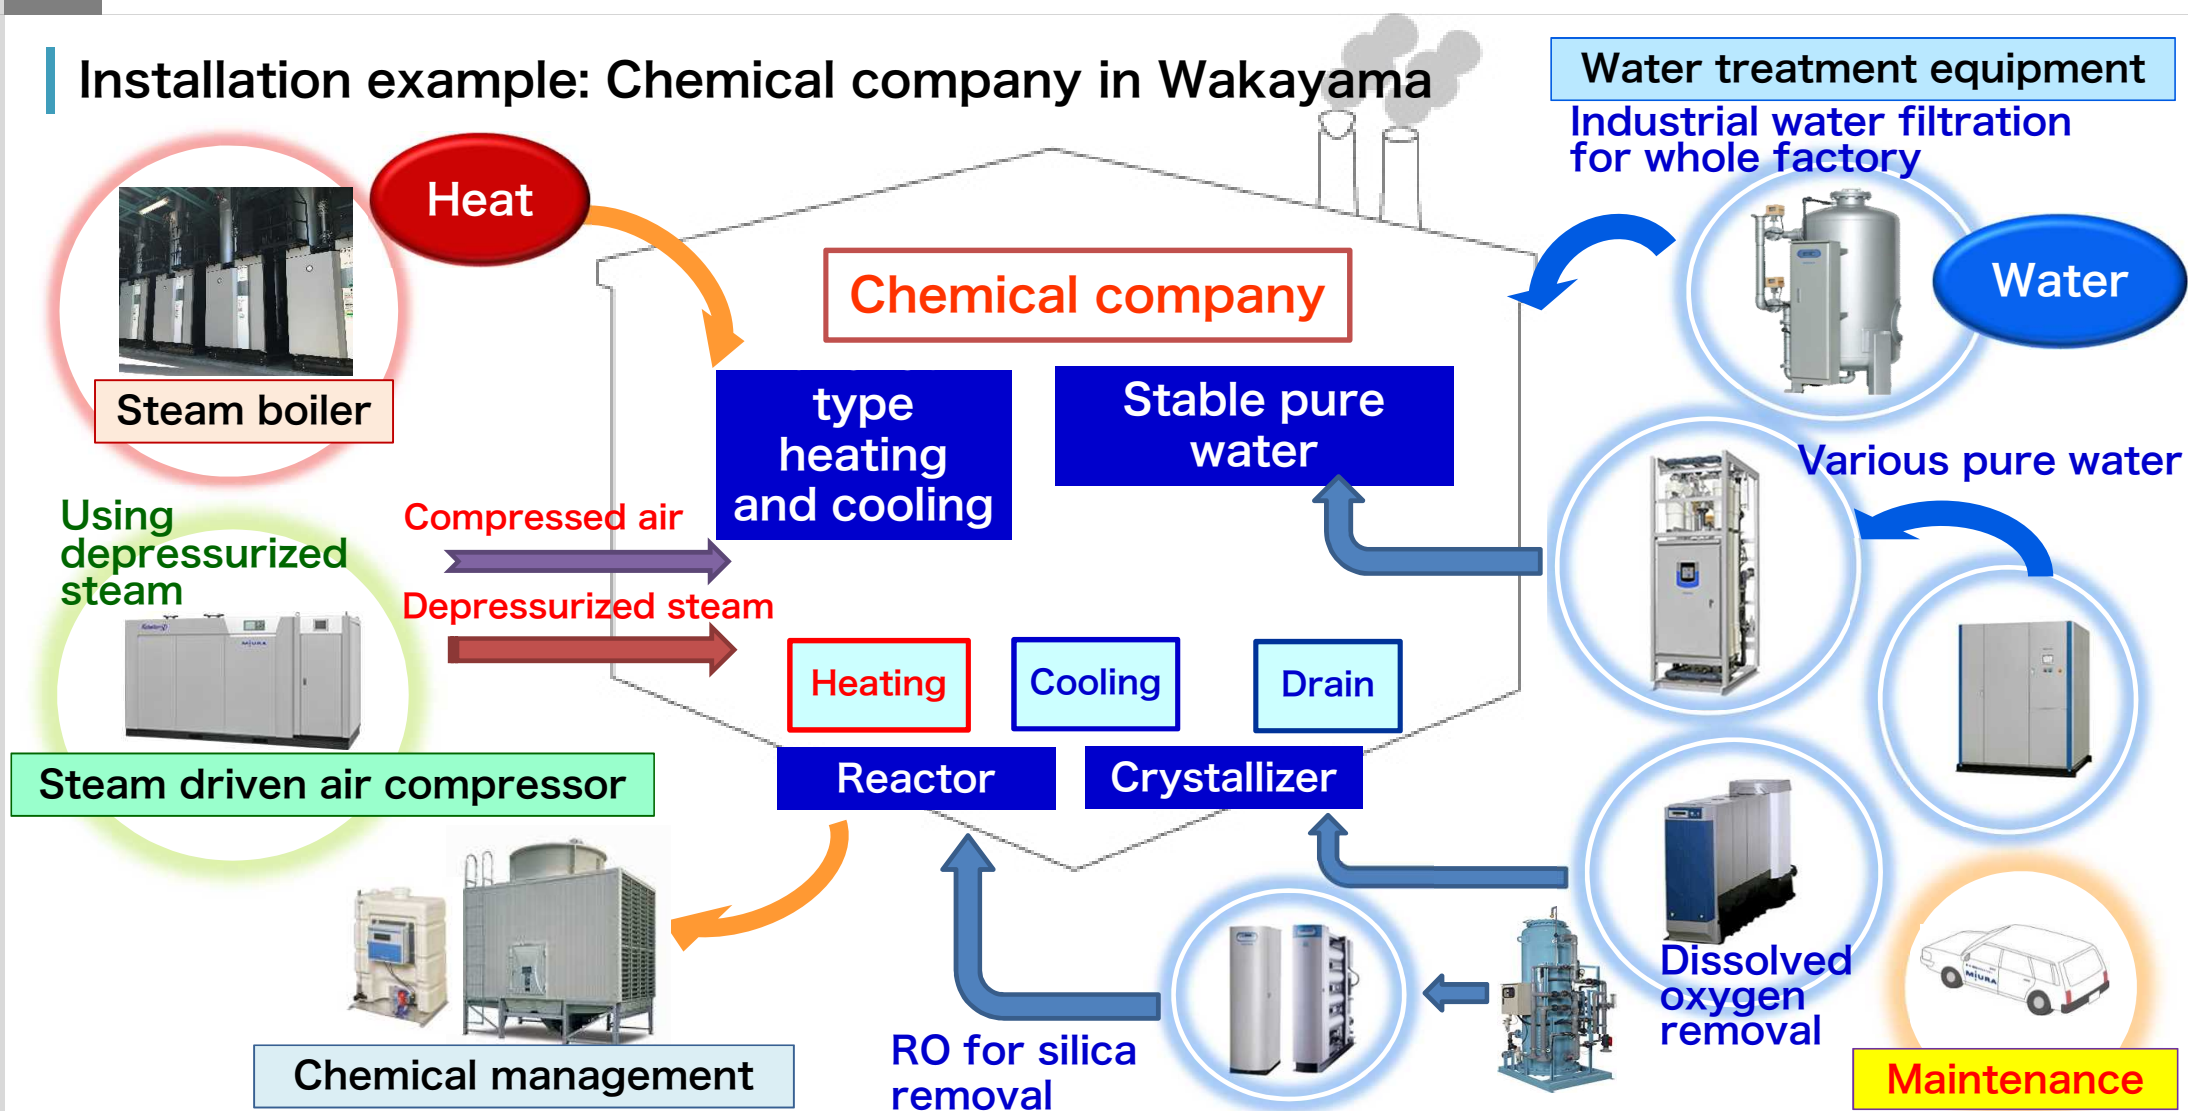 Installation example: Chemical company in Wakayama
Water treatment equipment
Industrial water filtration
for whole factory
Heat
Water
Chemical company
Steam boiler
type
heating
and cooling
Stable pure
water
Various pure water
Using
depressurized
steam
Compressed air
Depressurized steam
MIURA
Heating
Cooling
Drain
Steam driven air compressor
Reactor
Crystallizer
Dissolved
oxygen
removal
MIURA
RO for silica
removal
Chemical management
Maintenance